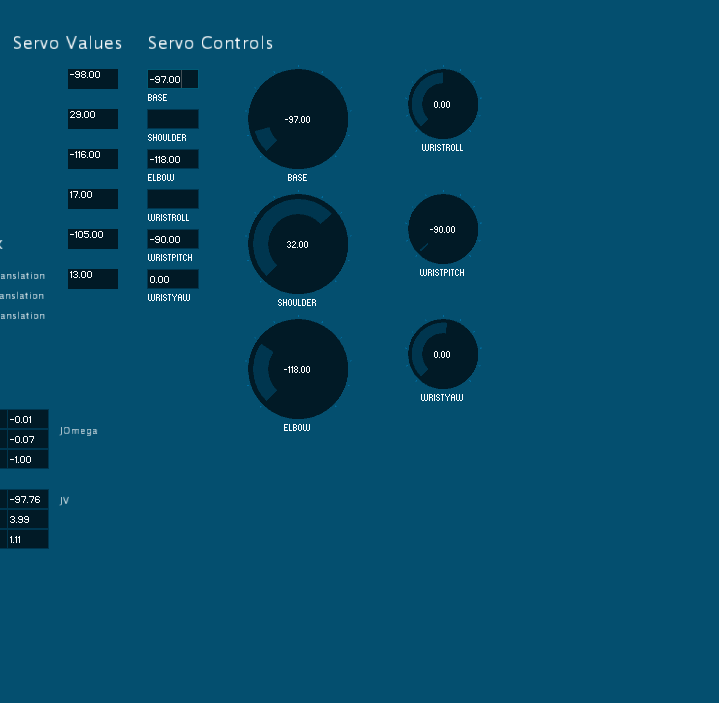 Servo Values
Servo Controls
-98.00
29.00
-116.00
17.00
-105.00
13.00
-97.00
BASE
SHOULDER
-118.00
ELBOW
WRISTROLL
-90.00
WRISTPITCH
0.00
WRISTYAW
-97.00
BASE
32.00
SHOULDER
-118.00
ELBOW
0.00
WRISTROLL
-90.00
WRISTPITCH
0.00
WRISTYAW
anslation
anslation
anslation
-0.01
-0.07
-1.00
JOmega
-97.76
3.99
1.11
JV